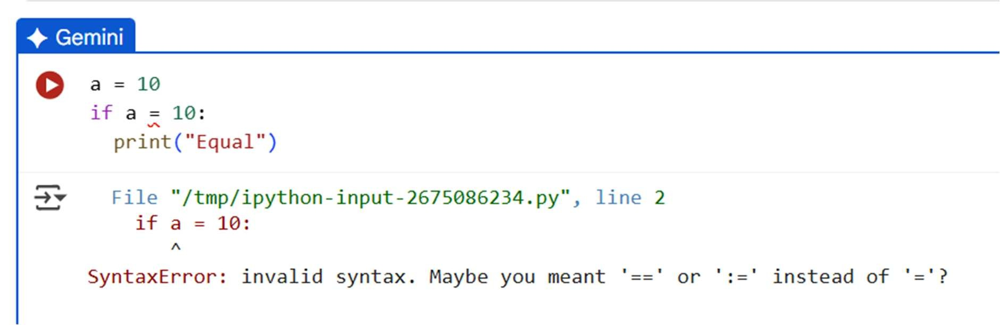 Gemini
a = 10
if a = 10:
  print("Equal")
File "/tmp/ipython-input-2675086234.py", line 2
    if a = 10:
       ^
SyntaxError: invalid syntax. Maybe you meant '==' or ':=' instead of '='?